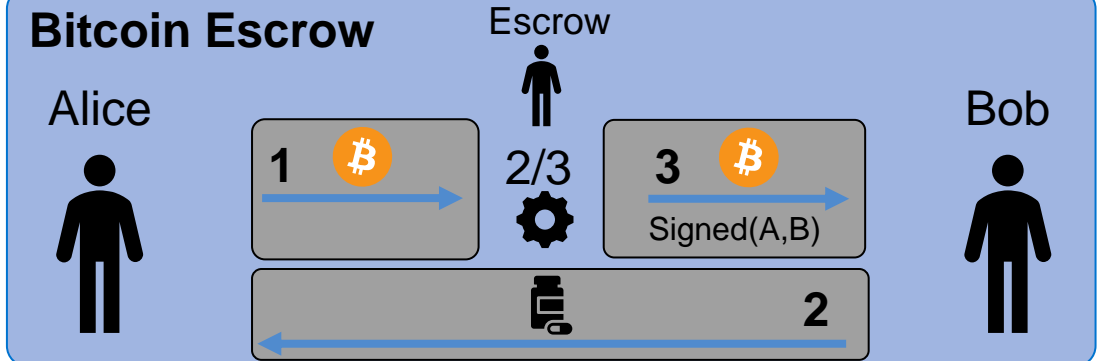 Bitcoin Escrow
Escrow
Alice
Bob
1
2/3
3
Signed(A,B)
2